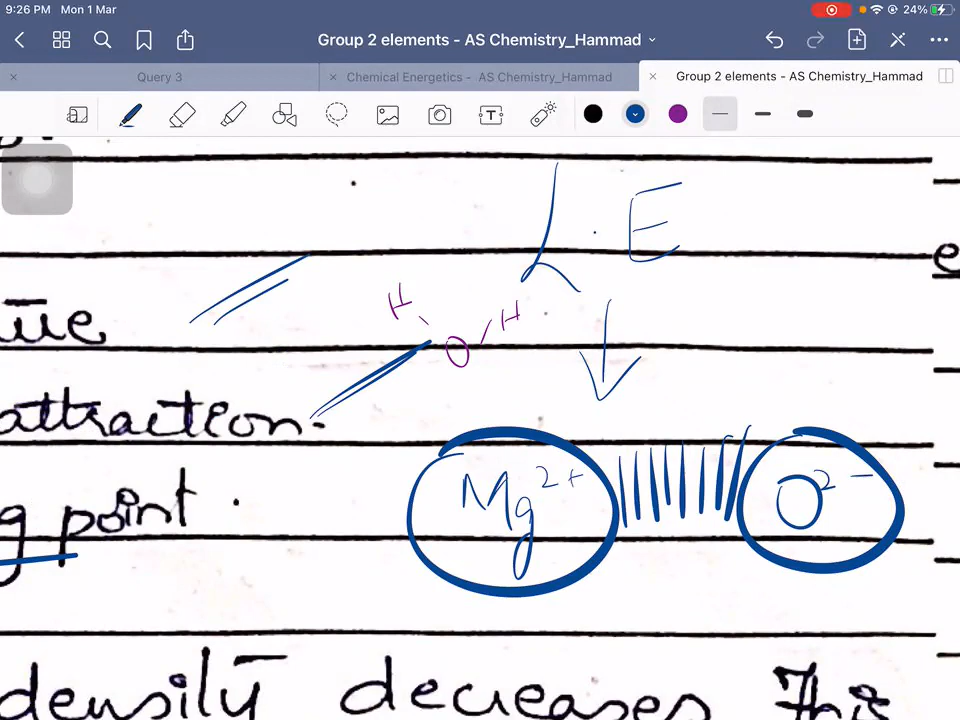 9:26 PM Mon 1 Mar 24%
Group 2 elements - AS Chemistry_Hammad
Query 3 Chemical Energetics - AS Chemistry_Hammad Group 2 elements - AS Chemistry_Hammad
T
L.E
H H
O
attraction.
Mg2+ O2-
g point.
density decreases This